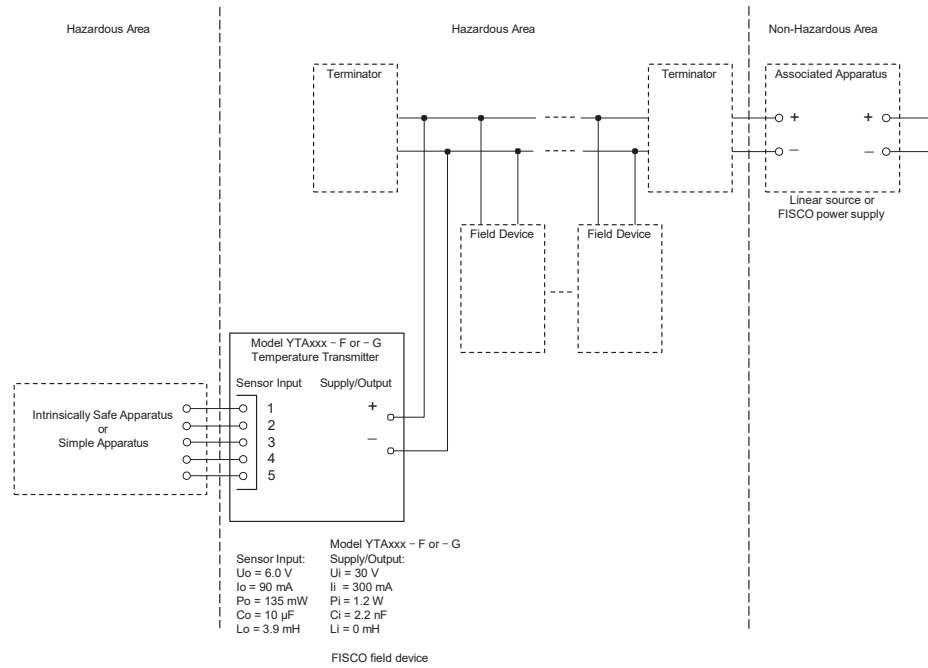 Hazardous Area
Hazardous Area
Non-Hazardous Area
Terminator
Terminator
Associated Apparatus
+ +
– –
Linear source or
FISCO power supply
Field Device
Field Device
Model YTAxxx – F or – G
Temperature Transmitter
Sensor Input Supply/Output
Intrinsically Safe Apparatus
or
Simple Apparatus
1
2
3
4
5
+
–
Model YTAxxx – F or – G
Sensor Input:
Uo = 6.0 V
Io = 90 mA
Po = 135 mW
Co = 10 µF
Lo = 3.9 mH
Supply/Output:
Ui = 30 V
Ii = 300 mA
Pi = 1.2 W
Ci = 2.2 nF
Li = 0 mH
FISCO field device